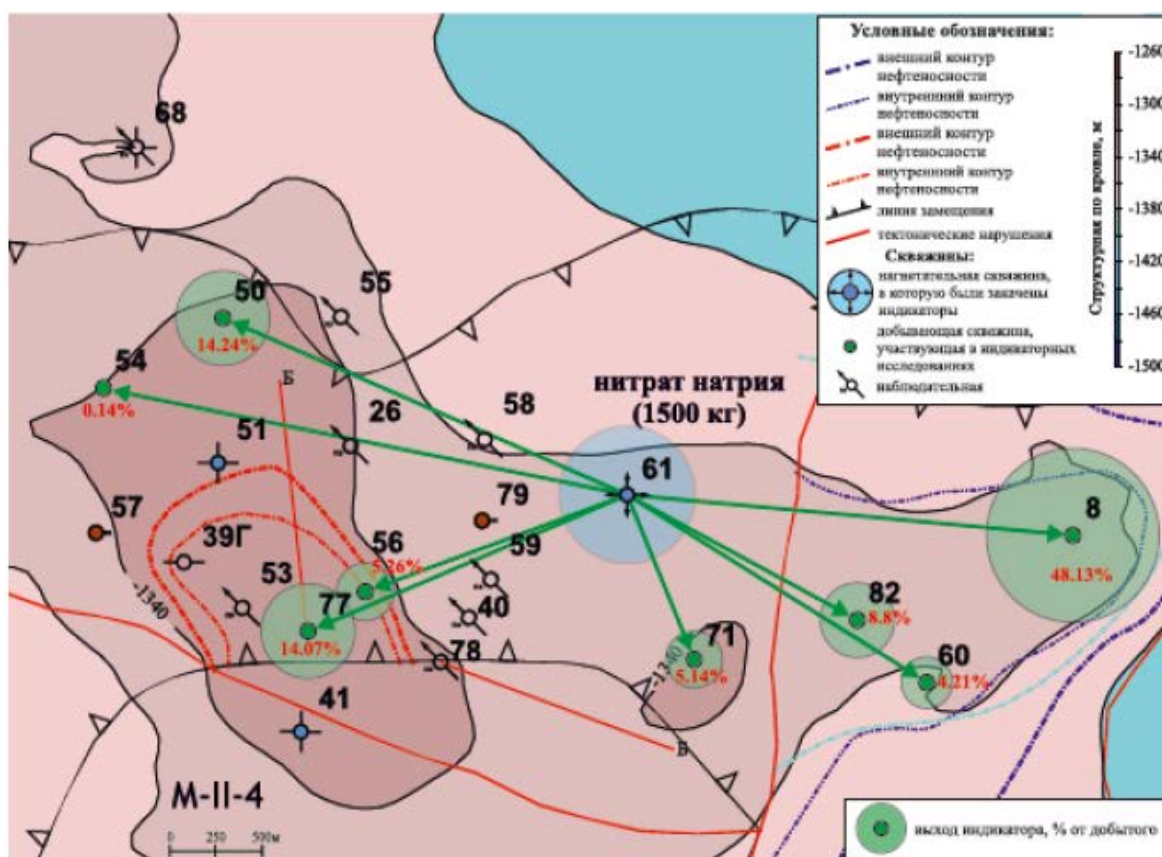 Условные обозначения:
внешний контур
нефтеносности
внутренний контур
нефтеносности
внешний контур
нефтеносности
внутренний контур
нефтеносности
линия замещения
тектонические нарушения
Скважины:
нагнетательная скважина,
в которую были закачены
индикаторы
добывающая скважина,
участвующая в индикаторных
исследованиях
наблюдательная
Структурная по кровле, м
-1260
-1300
-1340
-1380
-1420
-1460
-1500
68
50
14.24%
55
54
0.14%
Б
26
58
нитрат натрия
(1500 кг)
51
61
57
79
8
48.13%
39Г
56
5.26%
59
-1340
53
77
14.07%
40
82
8.8%
78
71
-1340
5.14%
60
4.21%
41
Б
М-II-4
0 250 500м
выход индикатора, % от добытого